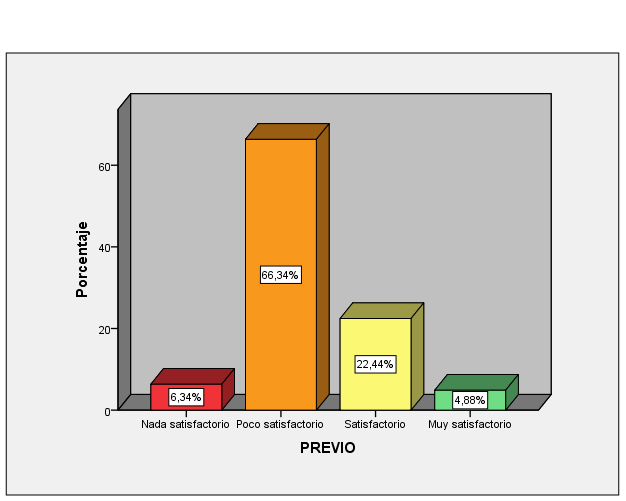 Porcentaje
60
40
20
0
66,34%
22,44%
6,34%
4,88%
Nada satisfactorio Poco satisfactorio Satisfactorio Muy satisfactorio
PREVIO